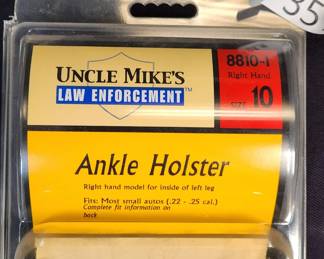 35
8810-1
Right Hand
SIZE 10
UNCLE MIKE'S
LAW ENFORCEMENT™
Ankle Holster
Right hand model for inside of left leg
Fits: Most small autos (.22 - .25 cal.)
Complete fit information on
back